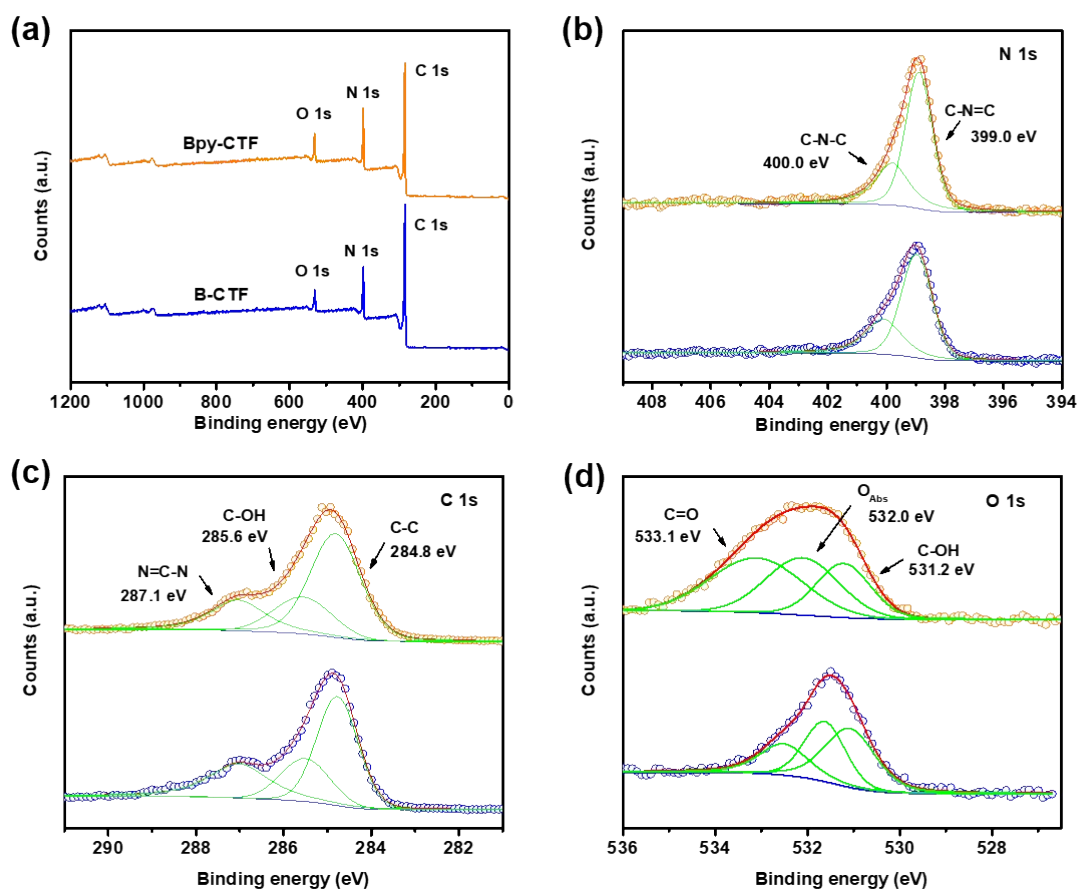 (a)
C 1s
N 1s
O 1s
Bpy-CTF
C 1s
N 1s
O 1s
B-CTF
Counts (a.u.)
1200 1000 800 600 400 200 0
Binding energy (eV)
(b)
N 1s
C-N=C
399.0 eV
C-N-C
400.0 eV
Counts (a.u.)
408 406 404 402 400 398 396 394
Binding energy (eV)
(c)
C 1s
C-OH
285.6 eV
C-C
284.8 eV
N=C-N
287.1 eV
Counts (a.u.)
290 288 286 284 282
Binding energy (eV)
(d)
O 1s
OAbs
532.0 eV
C=O
533.1 eV
C-OH
531.2 eV
Counts (a.u.)
536 534 532 530 528
Binding energy (eV)